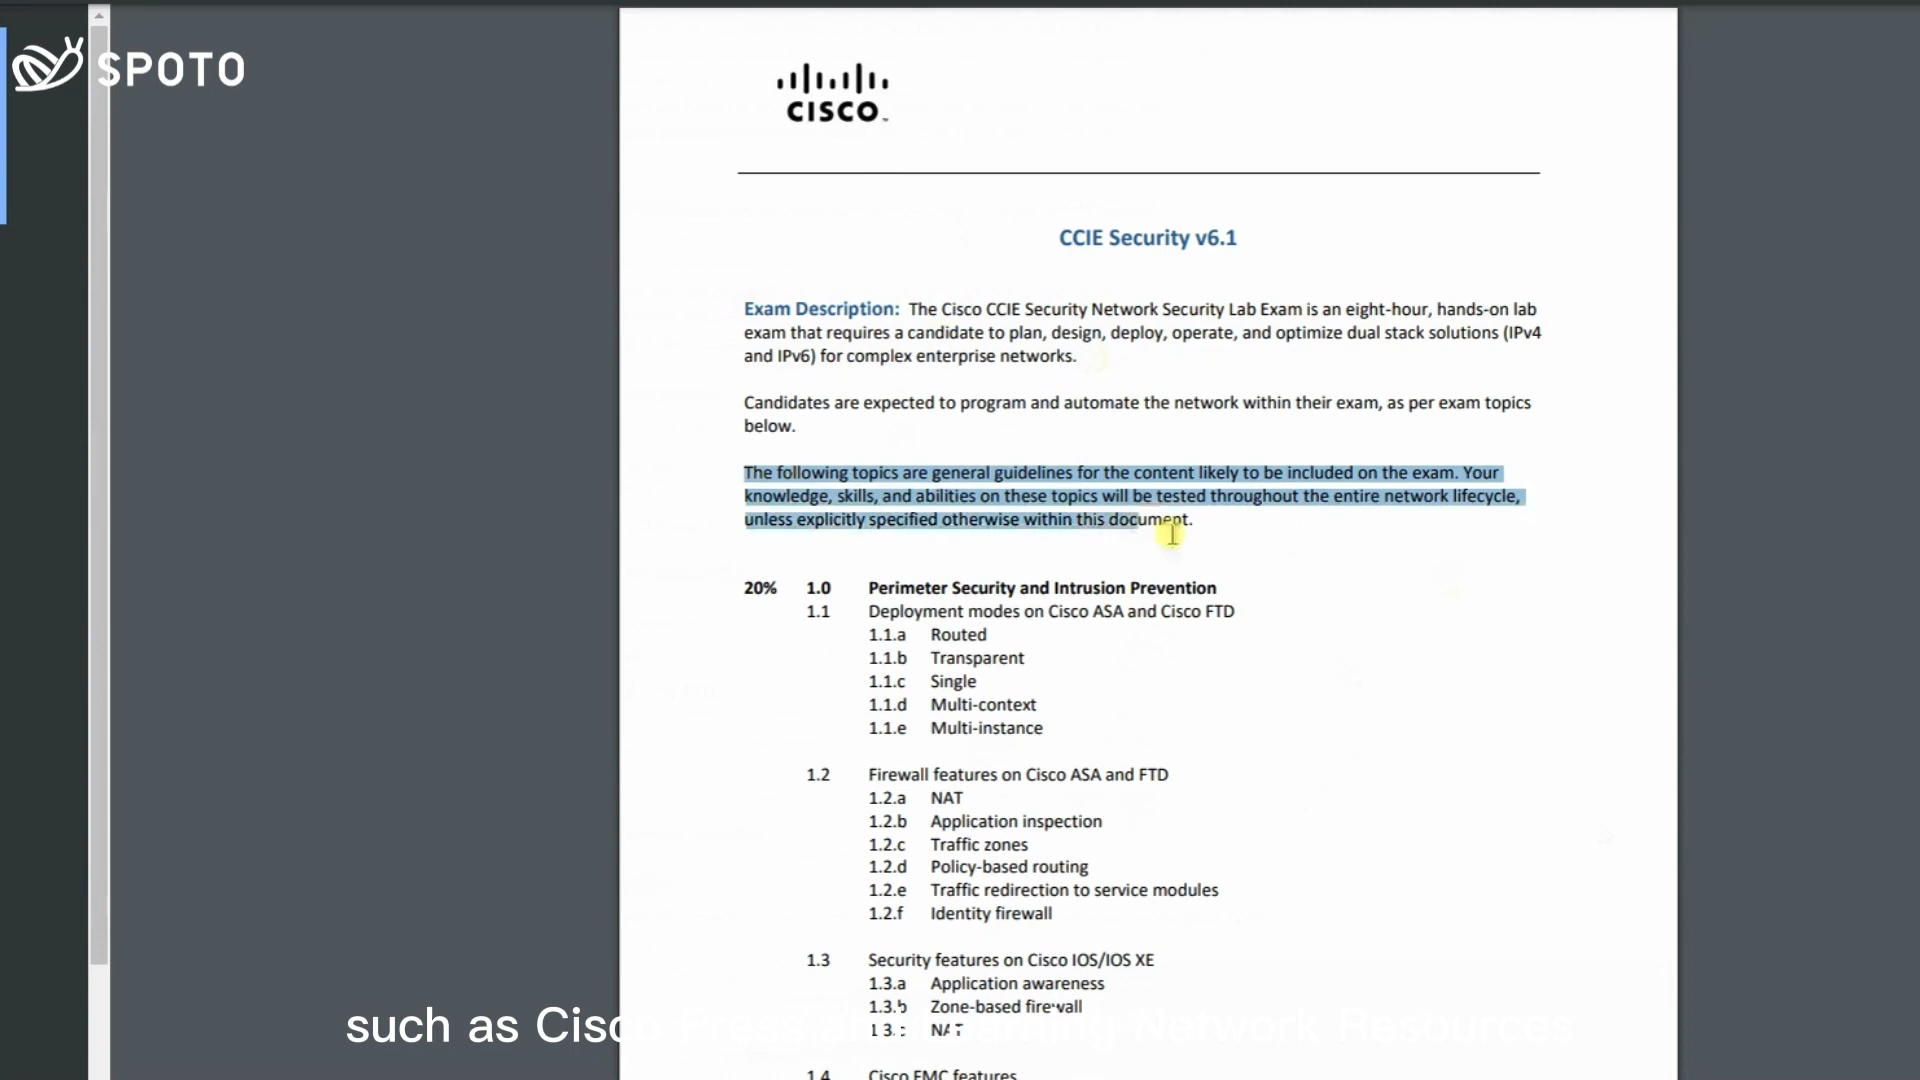 SPOTO
CISCO
CCIE Security v6.1
Exam Description: The Cisco CCIE Security Network Security Lab Exam is an eight-hour, hands-on lab
exam that requires a candidate to plan, design, deploy, operate, and optimize dual stack solutions (IPv4
and IPv6) for complex enterprise networks.
Candidates are expected to program and automate the network within their exam, as per exam topics
below.
The following topics are general guidelines for the content likely to be included on the exam. Your
knowledge, skills, and abilities on these topics will be tested throughout the entire network lifecycle,
unless explicitly specified otherwise within this document.
20% 1.0 Perimeter Security and Intrusion Prevention
1.1 Deployment modes on Cisco ASA and Cisco FTD
1.1.a Routed
1.1.b Transparent
1.1.c Single
1.1.d Multi-context
1.1.e Multi-instance
1.2 Firewall features on Cisco ASA and FTD
1.2.a NAT
1.2.b Application inspection
1.2.c Traffic zones
1.2.d Policy-based routing
1.2.e Traffic redirection to service modules
1.2.f Identity firewall
1.3 Security features on Cisco IOS/IOS XE
1.3.a Application awareness
1.3.b Zone-based firewall
1.3.c NAT
such as Cisco Press and Learning Network Resources
1.4 Cisco FMC features